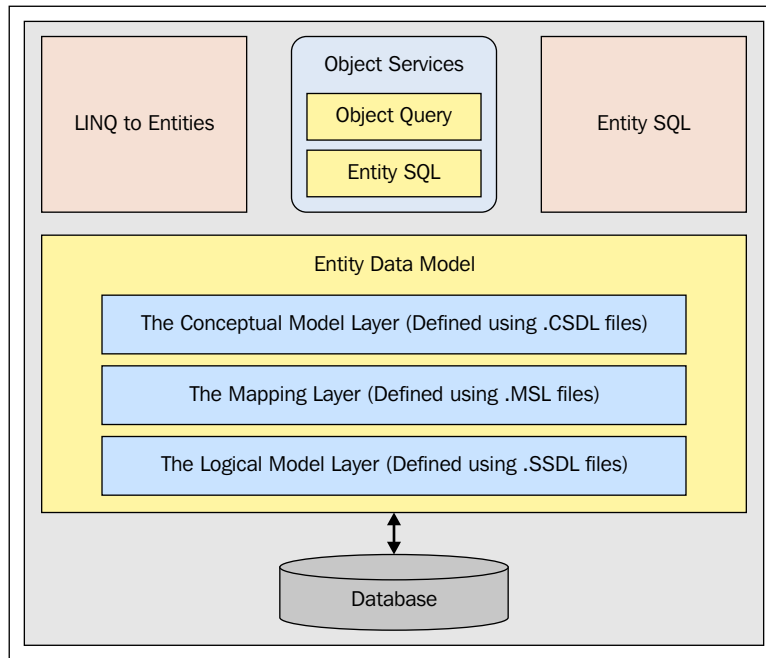 LINQ to Entities
Object Services
Object Query
Entity SQL
Entity SQL
Entity Data Model
The Conceptual Model Layer (Defined using .CSDL files)
The Mapping Layer (Defined using .MSL files)
The Logical Model Layer (Defined using .SSDL files)
Database